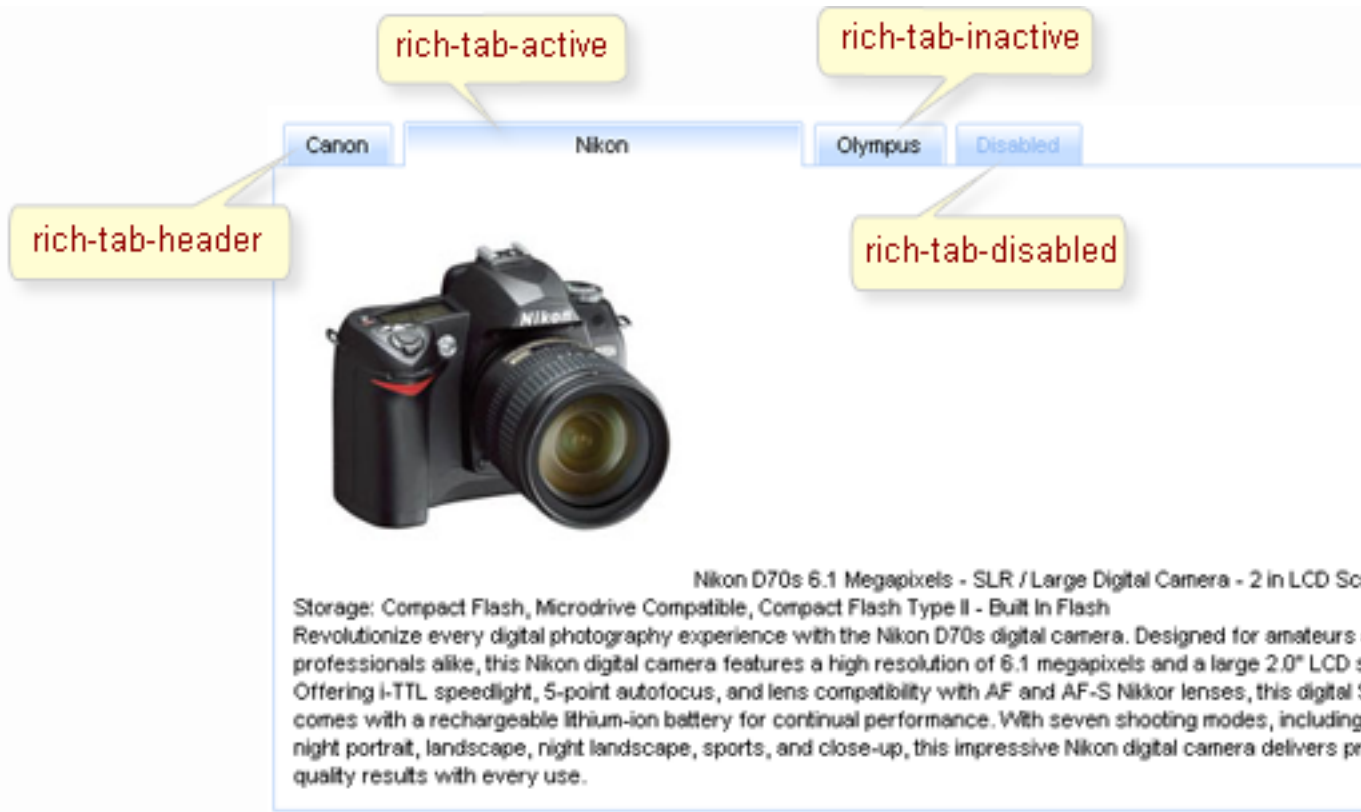 rich-tab-active
rich-tab-inactive
Canon
Nikon
Olympus
Disabled
rich-tab-header
rich-tab-disabled
Nikon
Nikon D70s 6.1 Megapixels - SLR / Large Digital Camera - 2 in LCD Sc
Storage: Compact Flash, Microdrive Compatible, Compact Flash Type II - Built In Flash
Revolutionize every digital photography experience with the Nikon D70s digital camera. Designed for amateurs
professionals alike, this Nikon digital camera features a high resolution of 6.1 megapixels and a large 2.0" LCD s
Offering i-TTL speedlight, 5-point autofocus, and lens compatibility with AF and AF-S Nikkor lenses, this digital S
comes with a rechargeable lithium-ion battery for continual performance. With seven shooting modes, including
night portrait, landscape, night landscape, sports, and close-up, this impressive Nikon digital camera delivers pr
quality results with every use.